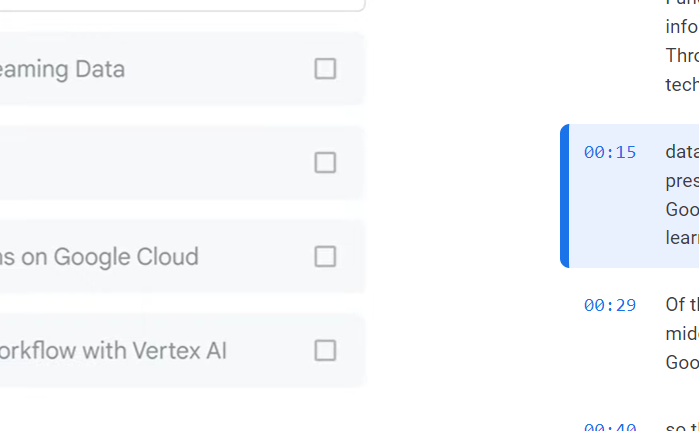 eaming Data
ns on Google Cloud
orkflow with Vertex AI
info
Thro
tech
00:15 data
pres
Goo
lear
00:29 Of t
mid
Goo
00:40 so t